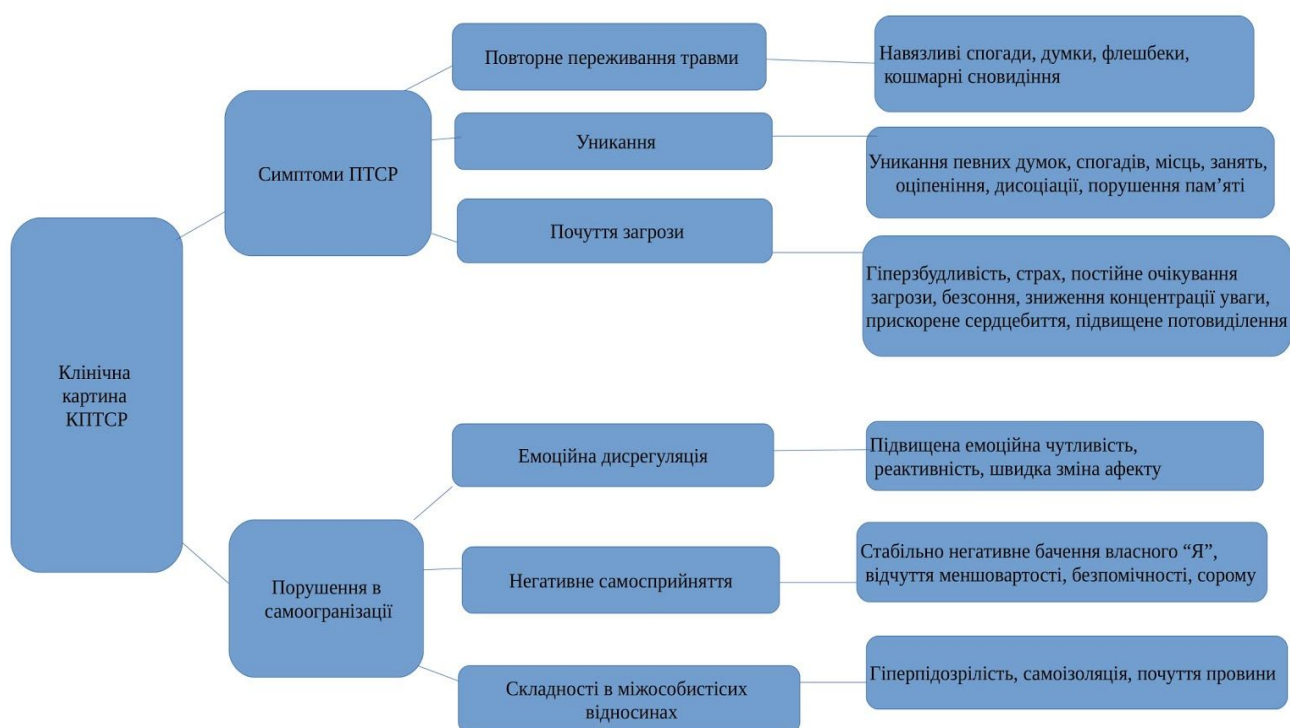 Повторне переживання травми
Навязливі спогади, думки, флешбеки,
кошмарні сновидіння
Симптоми ПТСР
Уникання
Уникання певних думок, спогадів, місць, занять,
оціпеніння, дисоціації, порушення пам’яті
Почуття загрози
Гіперзбудливість, страх, постійне очікування
загрози, безсоння, зниження концентрації уваги,
прискорене сердцебиття, підвищене потовиділення
Клінічна
картина
КПТСР
Емоційна дисрегуляція
Підвищена емоційна чутливість,
реактивність, швидка зміна афекту
Порушення в
самоогранізації
Негативне самосприйняття
Стабільно негативне бачення власного “Я”,
відчуття меншовартості, безпомічності, сорому
Складності в міжособистісих
відносинах
Гіперпідозрілість, самоізоляція, почуття провини